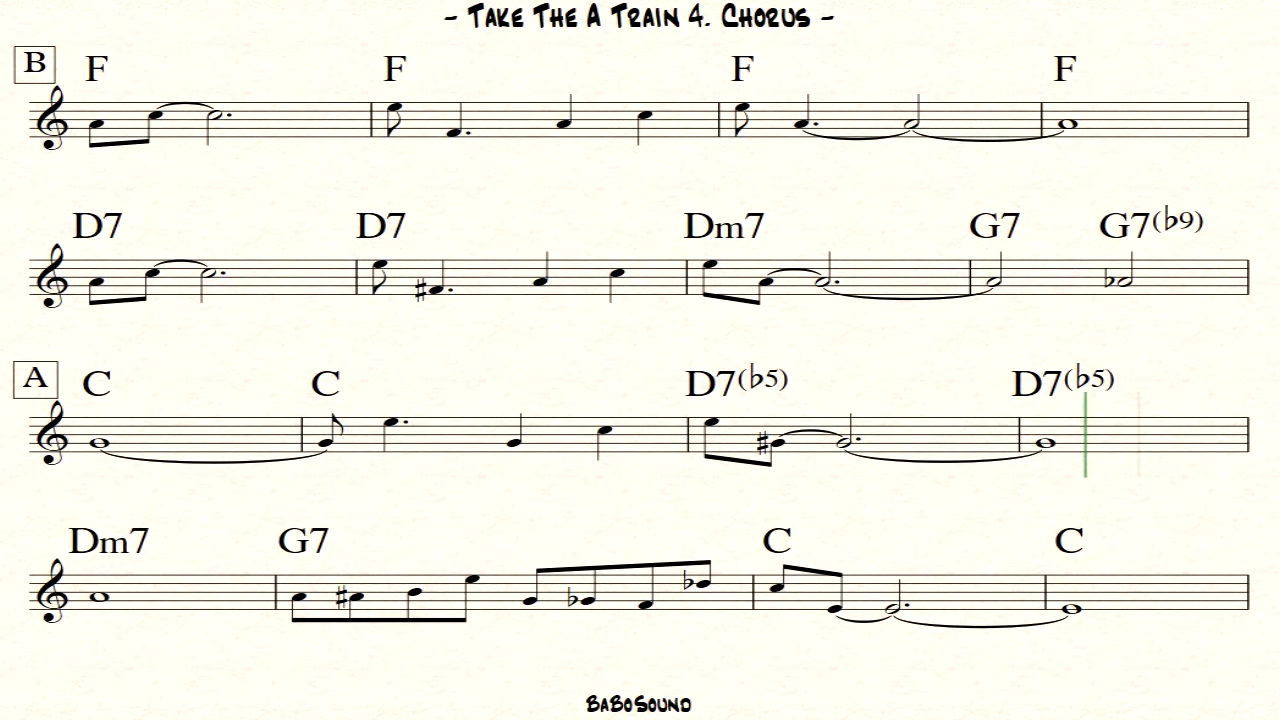 - Take The A Train 4. Chorus -
B F F F F
D7 D7 Dm7 G7 G7(♭9)
A C C D7(♭5) D7(♭5)
Dm7 G7 C C
BaBoSound